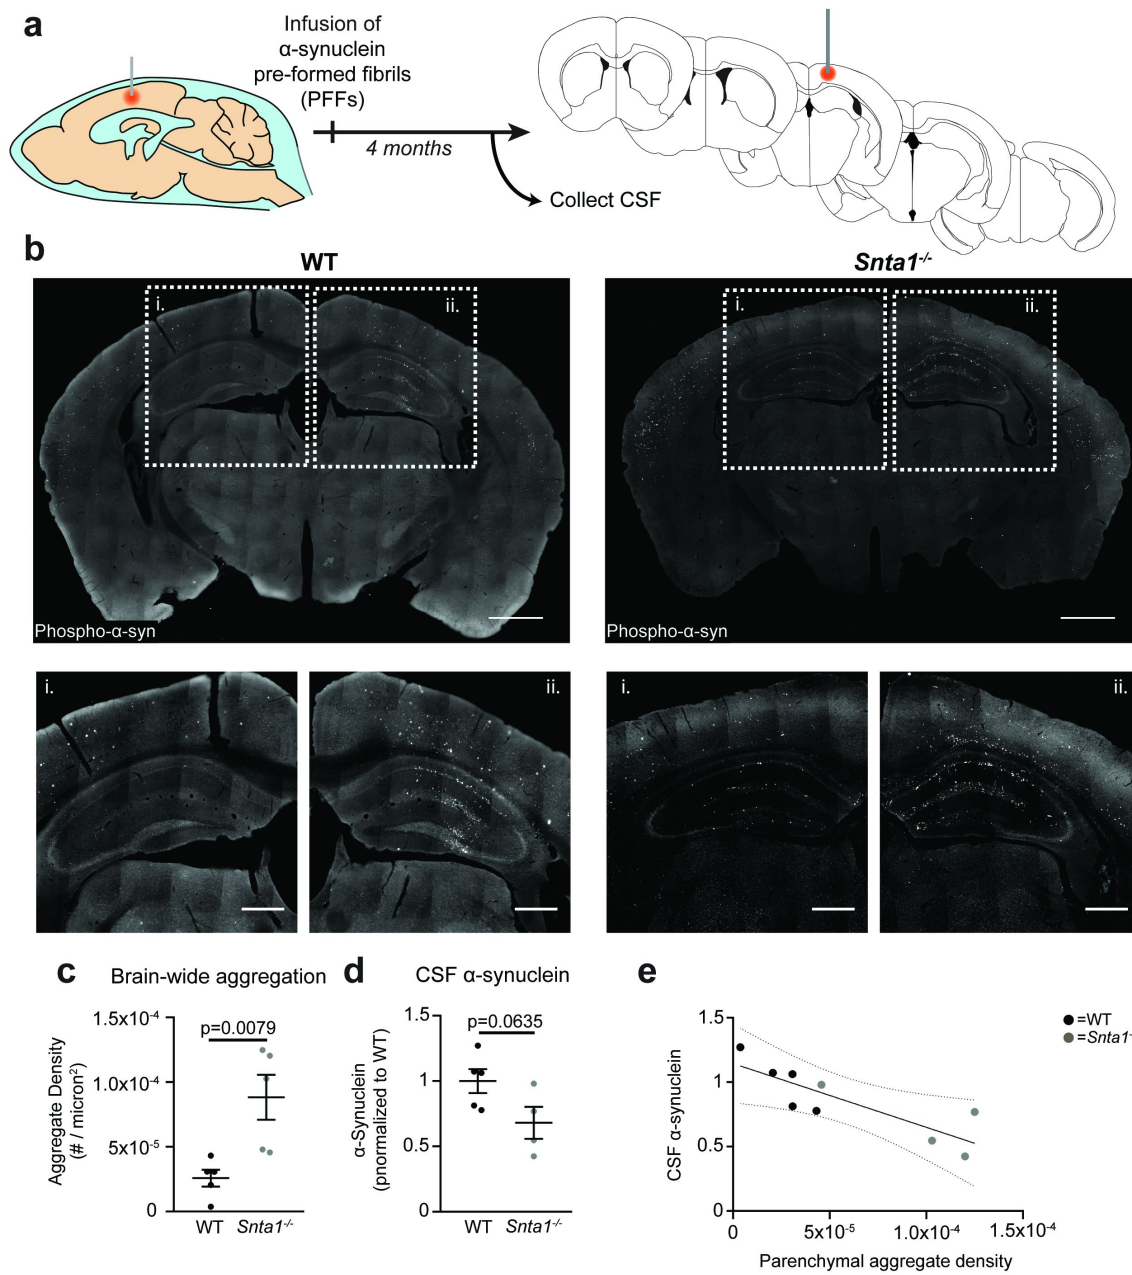 a
Infusion of
α-synuclein
pre-formed fibrils
(PFFs)
4 months
Collect CSF
b
WT
Snta1-/-
i.
ii.
i.
ii.
Phospho-α-syn
Phospho-α-syn
i.
ii.
i.
ii.
c
Brain-wide aggregation
1.5x10-4
1.0x10-4
5x10-5
0
Aggregate Density
(# / micron2)
p=0.0079
WT
Snta1-/-
d
CSF α-synuclein
1.5
1
0.5
0
α-Synuclein
(pnormalized to WT)
p=0.0635
WT
Snta1-/-
e
1.5
1
0.5
0
CSF α-synuclein
0
5x10-5
1.0x10-4
1.5x10-4
Parenchymal aggregate density
=WT
=Snta1-